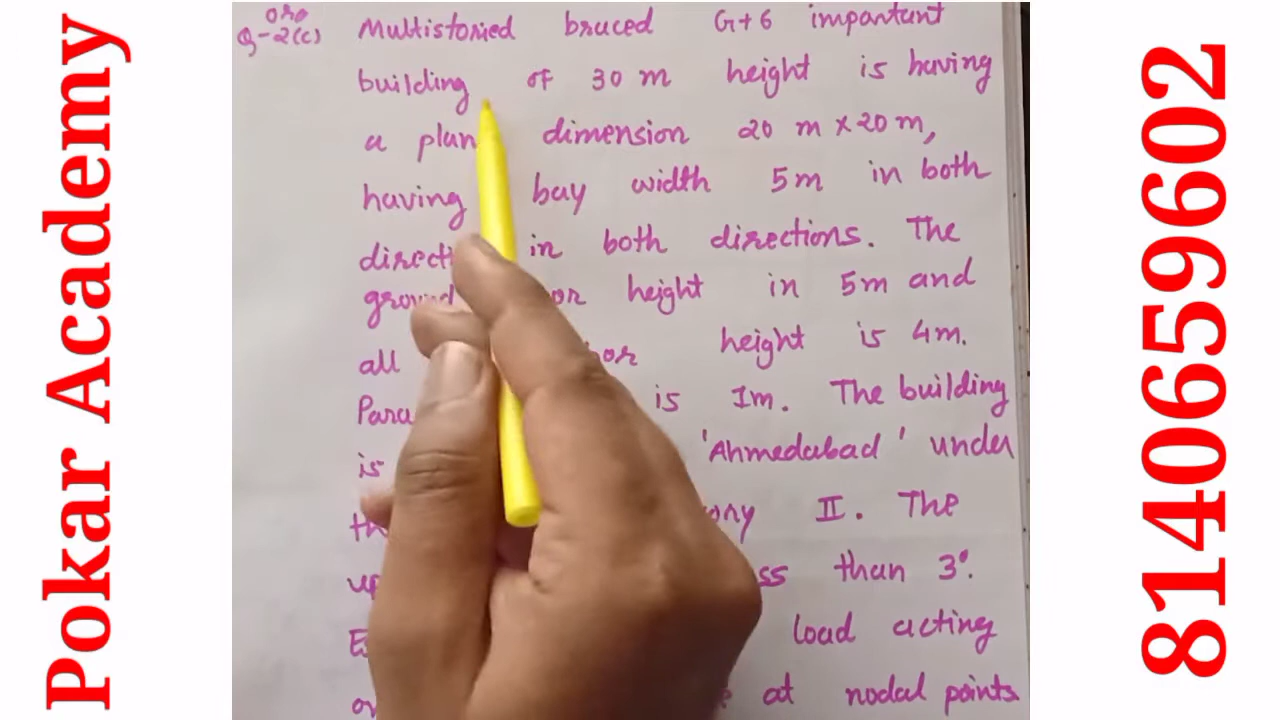 Pokar Academy
OR
Q-2(C) Multistoried braced G+6 important
building of 30 m height is having
a plan dimension 20 m x 20 m,
having bay width 5m in both
in both directions. The
height in 5m and
all height is 4m.
is 1m. The building
is 'Ahmedabad' under
II. The
than 3°.
load acting
at nodal points
8140659602